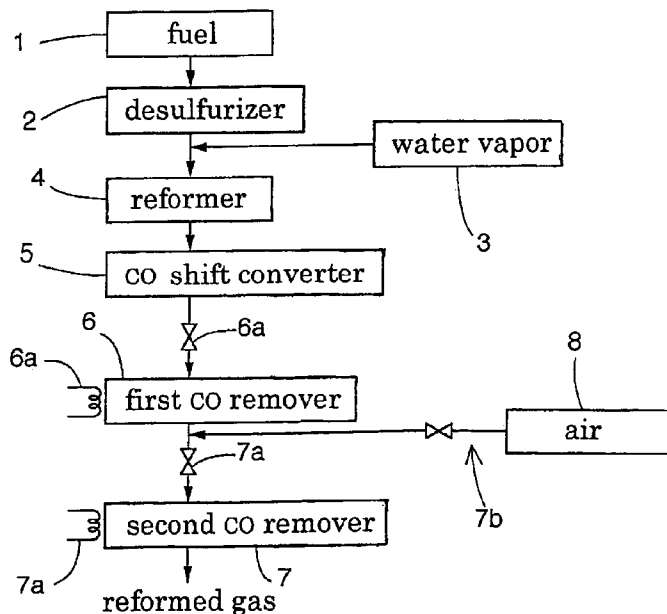 1
fuel
2
desulfurizer
water vapor
3
4
reformer
5
CO shift converter
6
6a
6a
first CO remover
8
air
7a
7b
second CO remover
7a
7
reformed gas